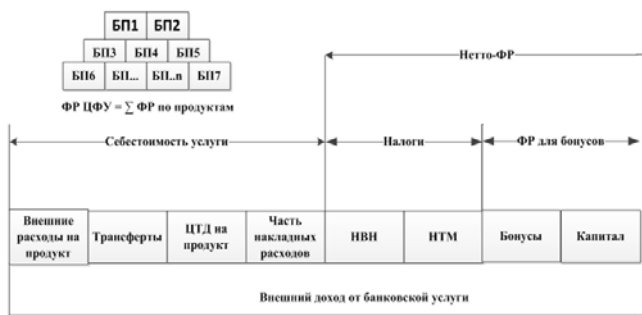 БП1 БП2
БП3 БП4 БП5
БП6 БП... БП..n БП7
ФР ЦФУ = ∑ ФР по продуктам
Нетто-ФР
Себестоимость услуги Налоги ФР для бонусов
Внешние расходы на продукт
Трансферты
ЦТД на продукт
Часть накладных расходов
НВН
НТМ
Бонусы
Капитал
Внешний доход от банковской услуги